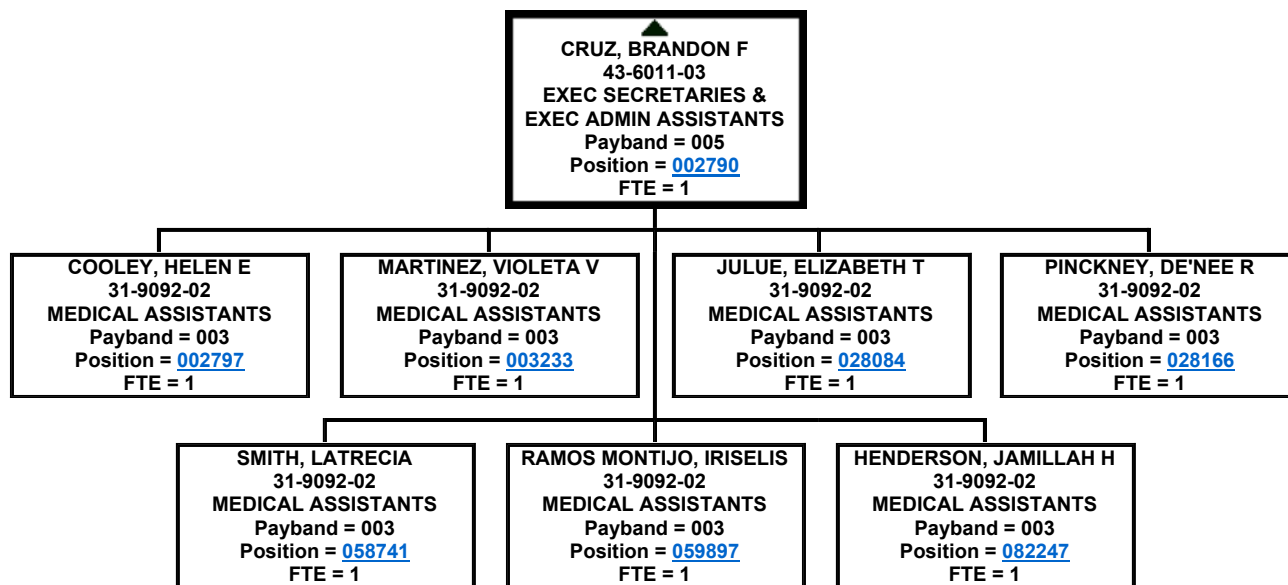 CRUZ, BRANDON F
43-6011-03
EXEC SECRETARIES &
EXEC ADMIN ASSISTANTS
Payband = 005
Position = 002790
FTE = 1
COOLEY, HELEN E
31-9092-02
MEDICAL ASSISTANTS
Payband = 003
Position = 002797
FTE = 1
MARTINEZ, VIOLETA V
31-9092-02
MEDICAL ASSISTANTS
Payband = 003
Position = 003233
FTE = 1
JULUE, ELIZABETH T
31-9092-02
MEDICAL ASSISTANTS
Payband = 003
Position = 028084
FTE = 1
PINCKNEY, DE'NEE R
31-9092-02
MEDICAL ASSISTANTS
Payband = 003
Position = 028166
FTE = 1
SMITH, LATRECIA
31-9092-02
MEDICAL ASSISTANTS
Payband = 003
Position = 058741
FTE = 1
RAMOS MONTIJO, IRISELIS
31-9092-02
MEDICAL ASSISTANTS
Payband = 003
Position = 059897
FTE = 1
HENDERSON, JAMILLAH H
31-9092-02
MEDICAL ASSISTANTS
Payband = 003
Position = 082247
FTE = 1